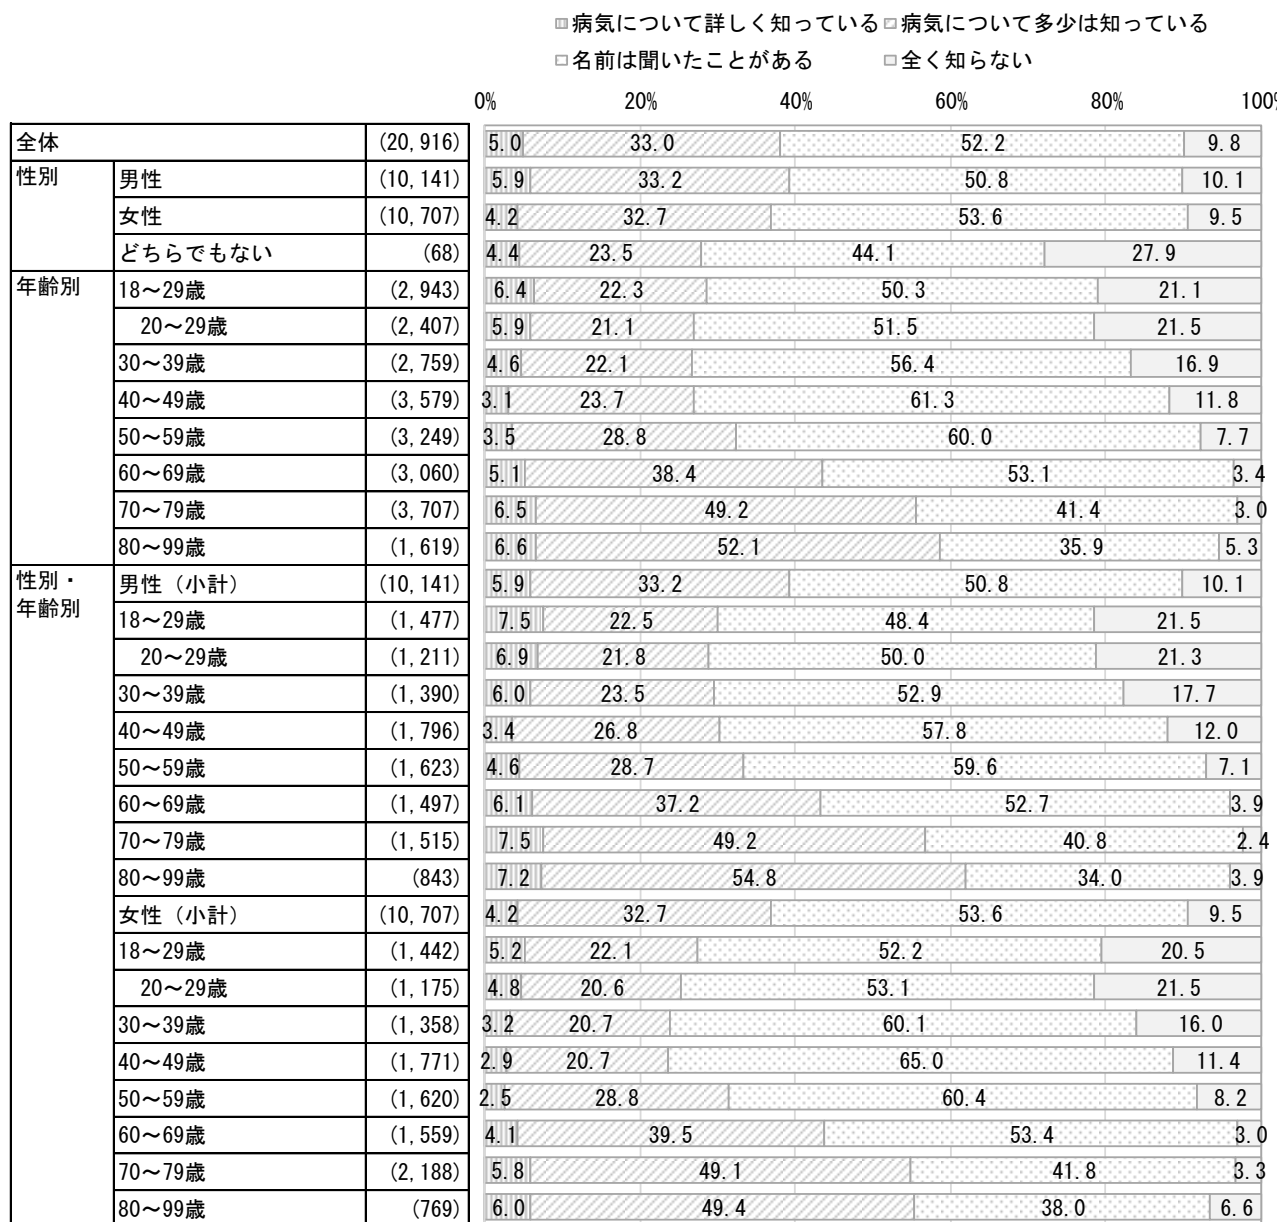 病気について詳しく知っている 病気について多少は知っている
名前は聞いたことがある 全く知らない
0% 20% 40% 60% 80% 100%
全体 (20,916) 5.0 33.0 52.2 9.8
性別 男性 (10,141) 5.9 33.2 50.8 10.1
女性 (10,707) 4.2 32.7 53.6 9.5
どちらでもない (68) 4.4 23.5 44.1 27.9
年齢別 18～29歳 (2,943) 6.4 22.3 50.3 21.1
20～29歳 (2,407) 5.9 21.1 51.5 21.5
30～39歳 (2,759) 4.6 22.1 56.4 16.9
40～49歳 (3,579) 3.1 23.7 61.3 11.8
50～59歳 (3,249) 3.5 28.8 60.0 7.7
60～69歳 (3,060) 5.1 38.4 53.1 3.4
70～79歳 (3,707) 6.5 49.2 41.4 3.0
80～99歳 (1,619) 6.6 52.1 35.9 5.3
性別・ 男性（小計） (10,141) 5.9 33.2 50.8 10.1
年齢別 18～29歳 (1,477) 7.5 22.5 48.4 21.5
20～29歳 (1,211) 6.9 21.8 50.0 21.3
30～39歳 (1,390) 6.0 23.5 52.9 17.7
40～49歳 (1,796) 3.4 26.8 57.8 12.0
50～59歳 (1,623) 4.6 28.7 59.6 7.1
60～69歳 (1,497) 6.1 37.2 52.7 3.9
70～79歳 (1,515) 7.5 49.2 40.8 2.4
80～99歳 (843) 7.2 54.8 34.0 3.9
女性（小計） (10,707) 4.2 32.7 53.6 9.5
18～29歳 (1,442) 5.2 22.1 52.2 20.5
20～29歳 (1,175) 4.8 20.6 53.1 21.5
30～39歳 (1,358) 3.2 20.7 60.1 16.0
40～49歳 (1,771) 2.9 20.7 65.0 11.4
50～59歳 (1,620) 2.5 28.8 60.4 8.2
60～69歳 (1,559) 4.1 39.5 53.4 3.0
70～79歳 (2,188) 5.8 49.1 41.8 3.3
80～99歳 (769) 6.0 49.4 38.0 6.6